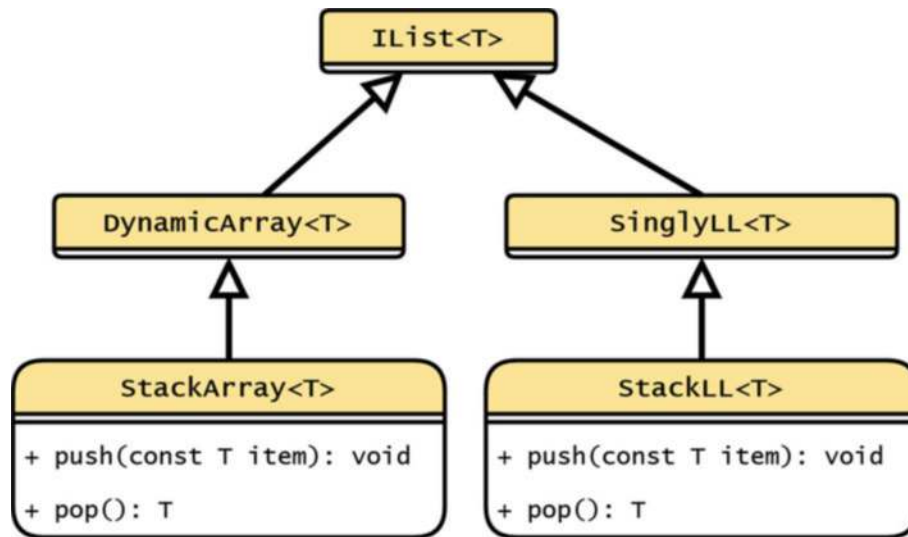 IList<T>
DynamicArray<T>
SinglyLL<T>
StackArray<T>
+ push(const T item): void
+ pop(): T
StackLL<T>
+ push(const T item): void
+ pop(): T